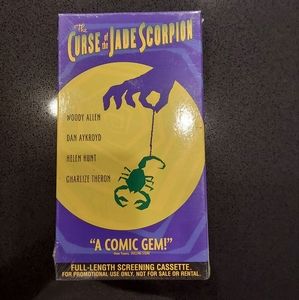 THE
CURSE of the JADE SCORPION
WOODY ALLEN
DAN AYKROYD
HELEN HUNT
CHARLIZE THERON
"A COMIC GEM!"
FULL-LENGTH SCREENING CASSETTE.
FOR PROMOTIONAL USE ONLY, NOT FOR SALE OR RENTAL.